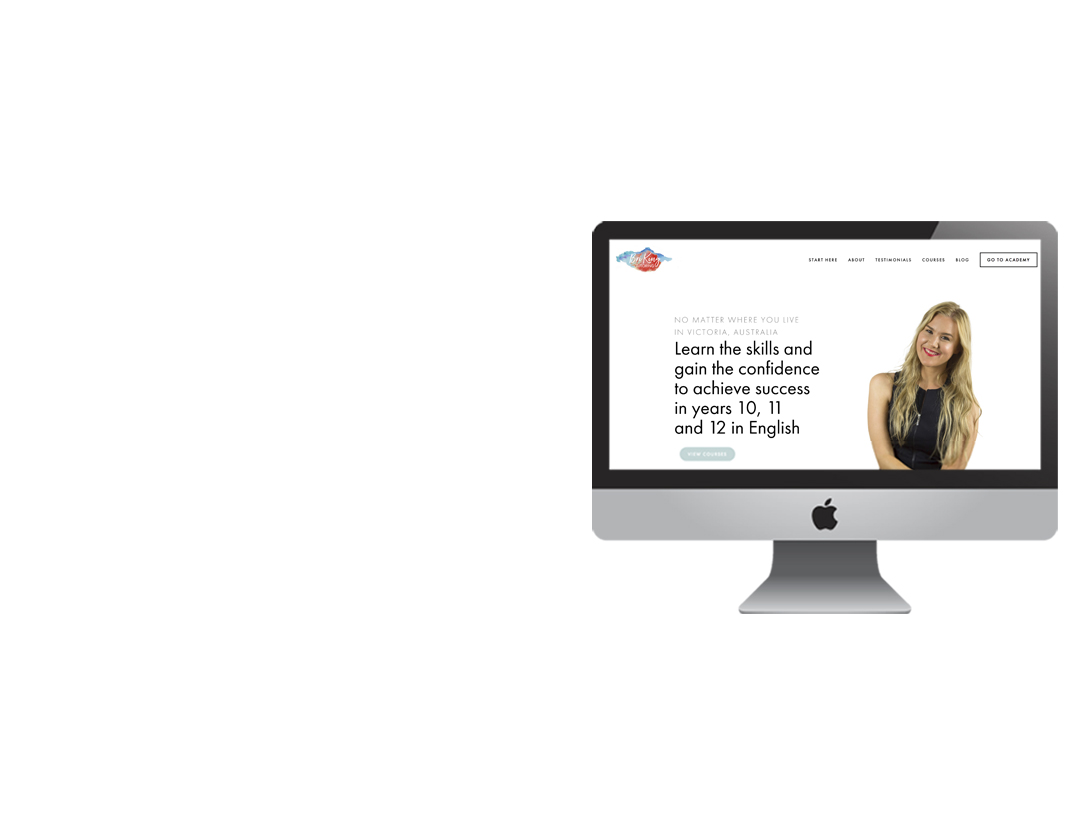 START HERE ABOUT TESTIMONIALS COURSES BLOG GO TO ACADEMY
NO MATTER WHERE YOU LIVE
IN VICTORIA, AUSTRALIA
Learn the skills and
gain the confidence
to achieve success
in years 10, 11
and 12 in English
VIEW COURSES